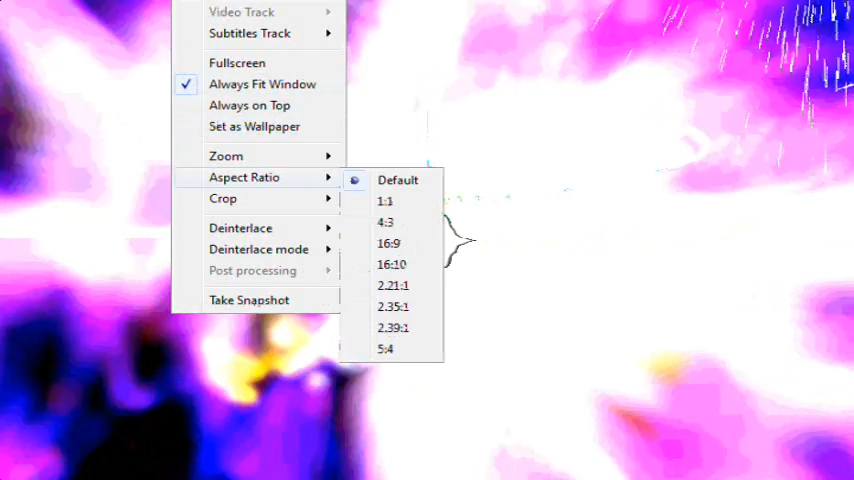 Video Track
Subtitles Track
Fullscreen
Always Fit Window
Always on Top
Set as Wallpaper
Zoom
Aspect Ratio
Crop
Deinterlace
Deinterlace mode
Post processing
Take Snapshot
Default
1:1
4:3
16:9
16:10
2.21:1
2.35:1
2.39:1
5:4